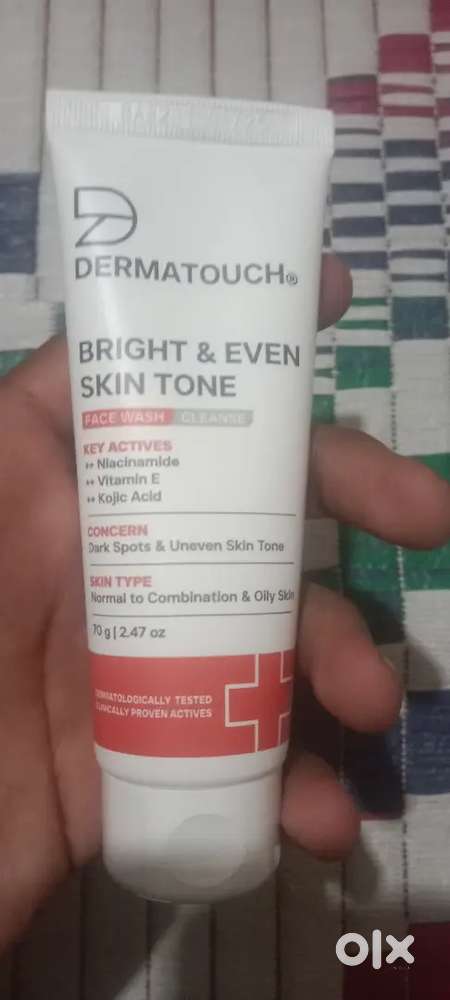 DERMATOUCH®
BRIGHT & EVEN
SKIN TONE
FACE WASH CLEANSE
KEY ACTIVES
Niacinamide
Vitamin E
Kojic Acid
CONCERN
Dark Spots & Uneven Skin Tone
SKIN TYPE
Normal to Combination & Oily Skin
70 g | 2.47 oz
DERMATOLOGICALLY TESTED
CLINICALLY PROVEN ACTIVES
olx